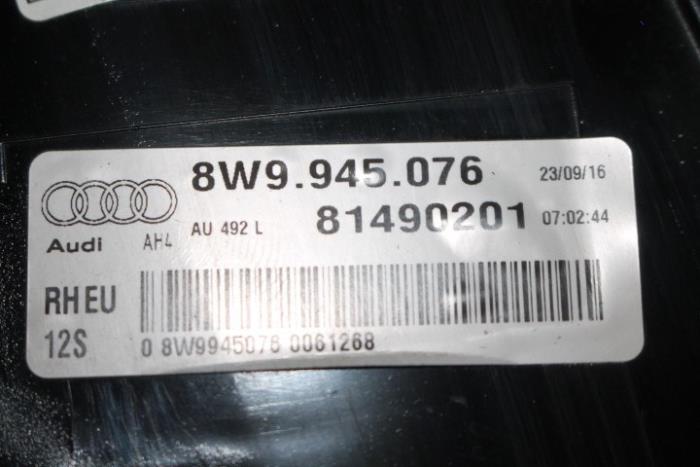 8W9.945.076 23/09/16
AU 492 L 81490201 07:02:44
Audi AH4
RH EU
12S
0 8W9945076 0061268